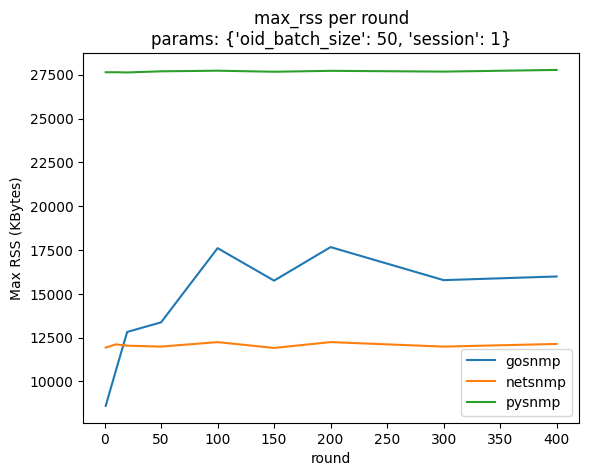 max_rss per round
params: {'oid_batch_size': 50, 'session': 1}
Max RSS (KBytes)
27500
25000
22500
20000
17500
15000
12500
10000
0 50 100 150 200 250 300 350 400
round
gosnmp
netsnmp
pysnmp